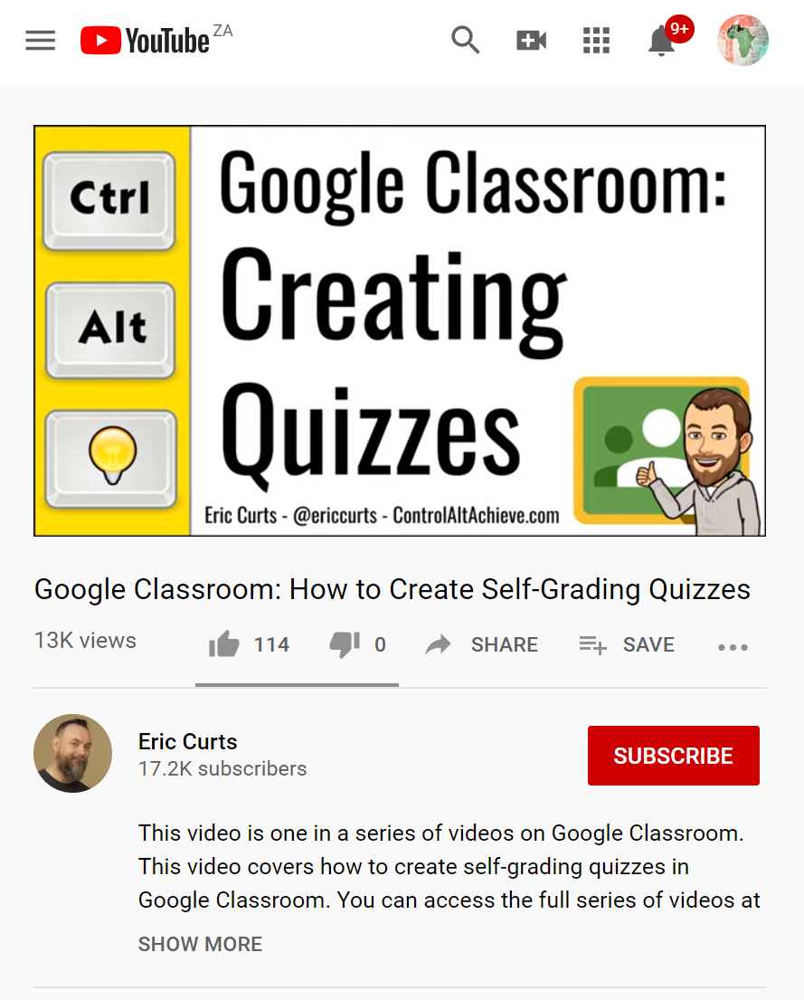 YouTube ZA
9+
Ctrl
Alt
Google Classroom:
Creating
Quizzes
Eric Curts - @ericcurts - ControlAltAchieve.com
Google Classroom: How to Create Self-Grading Quizzes
13K views
114
0
SHARE
SAVE
Eric Curts
17.2K subscribers
SUBSCRIBE
This video is one in a series of videos on Google Classroom.
This video covers how to create self-grading quizzes in
Google Classroom. You can access the full series of videos at
SHOW MORE